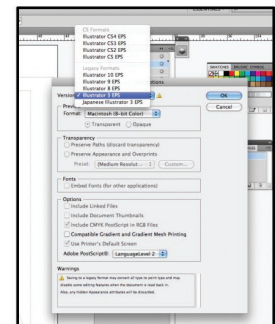 ESSENTIALS
CS Formats
Illustrator CS4 EPS
Illustrator CS3 EPS
Illustrator CS2 EPS
Illustrator CS EPS
Legacy Formats
Illustrator 10 EPS
Illustrator 9 EPS
Illustrator 8 EPS
Illustrator 3 EPS
Japanese Illustrator 3 EPS
Version
Options
SWATCHES
OK
Cancel
Format: Macintosh (8-bit Color)
Transparent Opaque
Transparency
Preserve Paths (discard transparency)
Preserve Appearance and Overprints
Preset: [Medium Resolut... Custom...
Fonts
Embed Fonts (for other applications)
Options
Include Linked Files
Include Document Thumbnails
Include CMYK PostScript in RGB Files
Compatible Gradient and Gradient Mesh Printing
Use Printer's Default Screen
Adobe PostScript®: LanguageLevel 2
Warnings
Saving to a legacy format may convert all type to point type and may
disable some editing features when the document is read back in.
Also, any hidden Appearance attributes will be discarded.